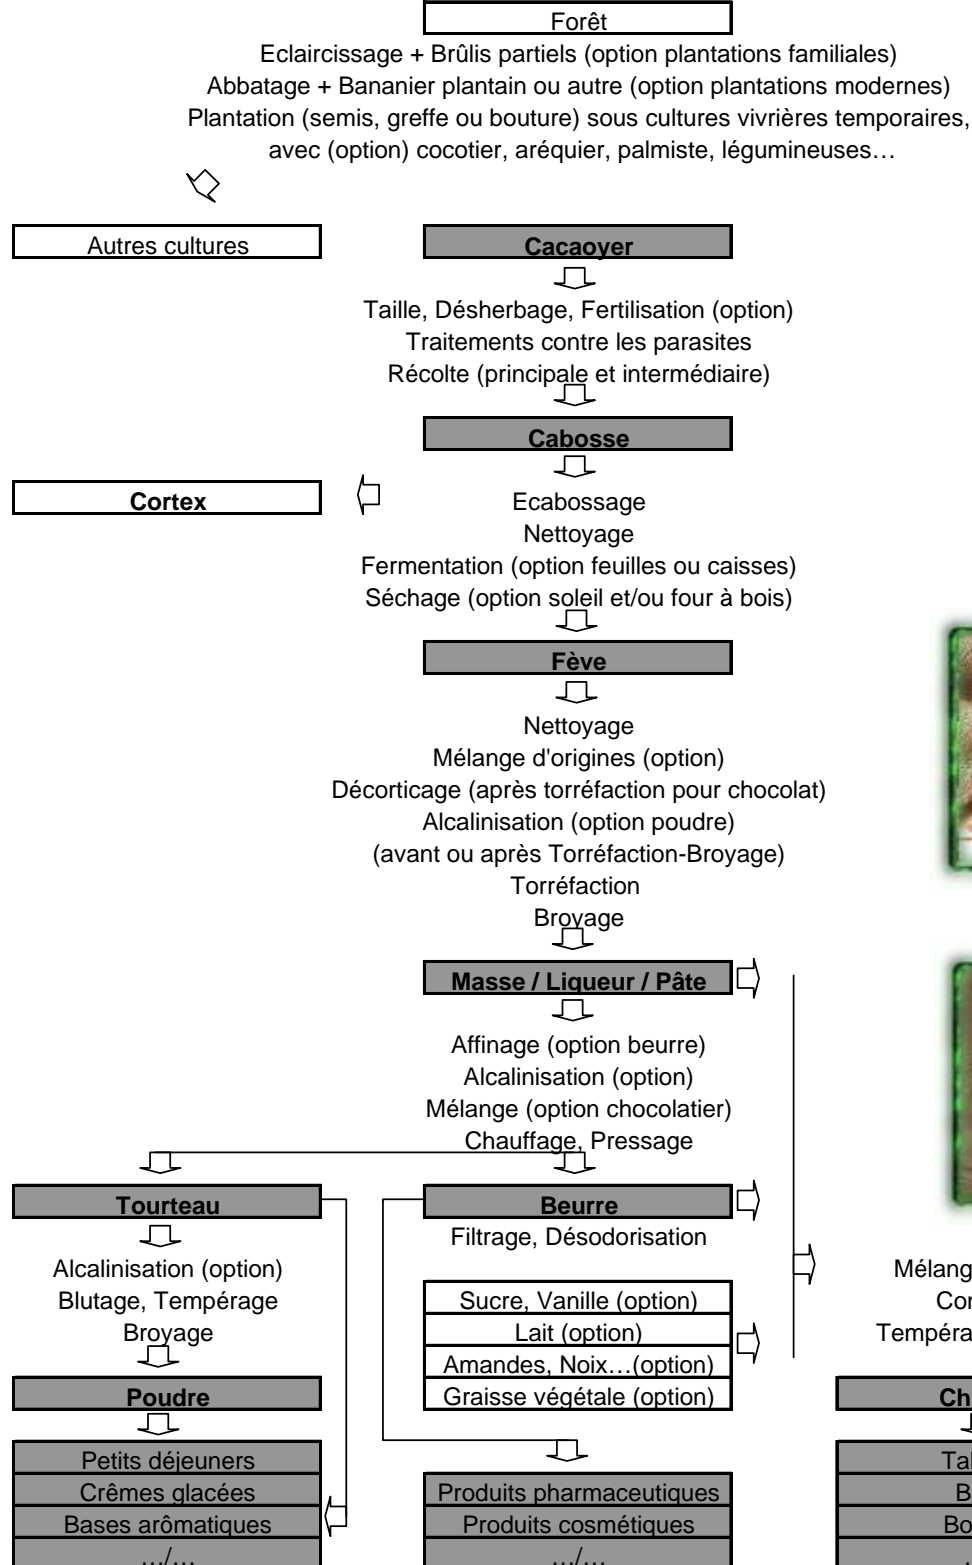 Forêt
Eclaircissage + Brûlis partiels (option plantations familiales)
Abbatage + Bananier plantain ou autre (option plantations modernes)
Plantation (semis, greffe ou bouture) sous cultures vivrières temporaires,
avec (option) cocotier, aréquier, palmiste, légumineuses…
Autres cultures
Cacaoyer
Taille, Désherbage, Fertilisation (option)
Traitements contre les parasites
Récolte (principale et intermédiaire)
Cabosse
Cortex
Ecabossage
Nettoyage
Fermentation (option feuilles ou caisses)
Séchage (option soleil et/ou four à bois)
Fève
Nettoyage
Mélange d'origines (option)
Décorticage (après torréfaction pour chocolat)
Alcalinisation (option poudre)
(avant ou après Torréfaction-Broyage)
Torréfaction
Broyage
Masse / Liqueur / Pâte
Affinage (option beurre)
Alcalinisation (option)
Mélange (option chocolatier)
Chauffage, Pressage
Tourteau
Alcalinisation (option)
Blutage, Tempérage
Broyage
Poudre
Petits déjeuners
Crêmes glacées
Bases arômatiques
…/…
Beurre
Filtrage, Désodorisation
Sucre, Vanille (option)
Lait (option)
Amandes, Noix…(option)
Graisse végétale (option)
Produits pharmaceutiques
Produits cosmétiques
…/…